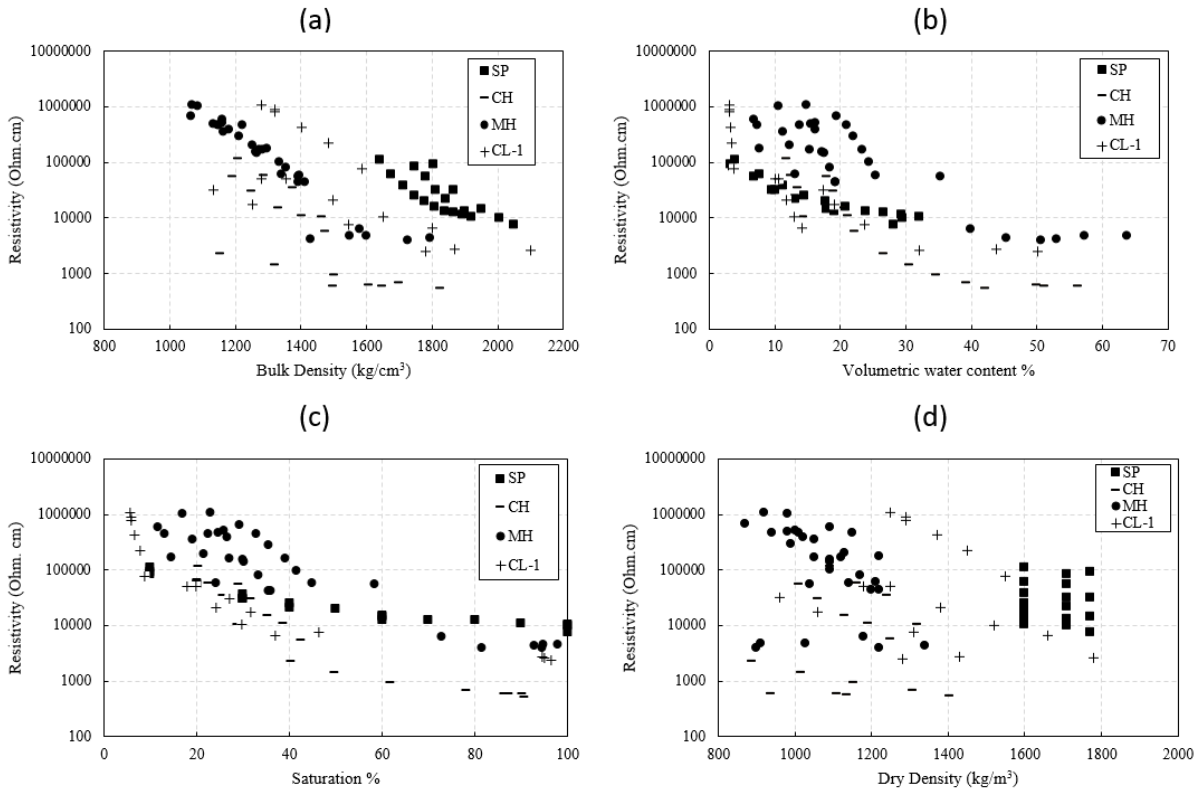 (a)
10000000
1000000
100000
10000
1000
100
Resistivity (Ohm.cm)
800 1000 1200 1400 1600 1800 2000 2200
Bulk Density (kg/cm³)
SP
CH
MH
CL-1
(b)
10000000
1000000
100000
10000
1000
100
Resistivity (Ohm.cm)
0 10 20 30 40 50 60 70
Volumetric water content %
SP
CH
MH
CL-1
(c)
10000000
1000000
100000
10000
1000
100
Resistivity (Ohm. cm)
0 20 40 60 80 100
Saturation %
SP
CH
MH
CL-1
(d)
10000000
1000000
100000
10000
1000
100
Resistivity (Ohm.cm)
800 1000 1200 1400 1600 1800 2000
Dry Density (kg/m³)
SP
CH
MH
CL-1